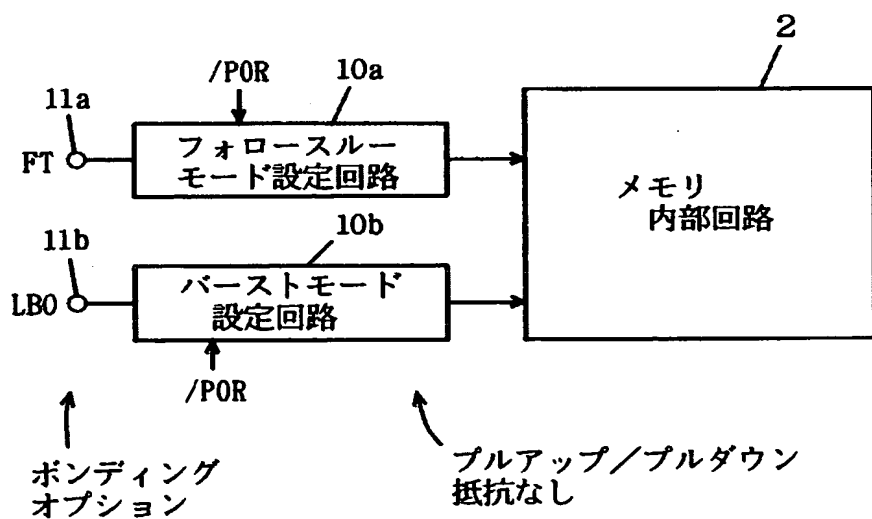 2
/POR
10a
11a
FT
フォロースルー
モード設定回路
メモリ
内部回路
10b
11b
LBO
バーストモード
設定回路
/POR
ボンディング
オプション
プルアップ/プルダウン
抵抗なし